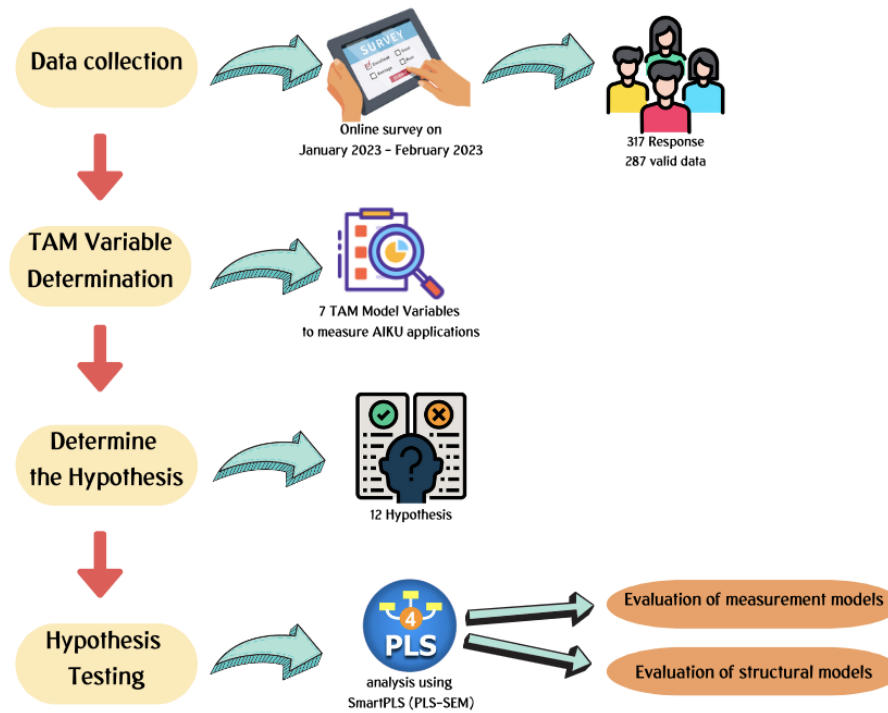 Data collection
SURVEY
Online survey on
January 2023 – February 2023
317 Response
287 valid data
TAM Variable
Determination
7 TAM Model Variables
to measure AIKU applications
Determine
the Hypothesis
12 Hypothesis
Hypothesis
Testing
4
PLS
analysis using
SmartPLS (PLS-SEM)
Evaluation of measurement models
Evaluation of structural models